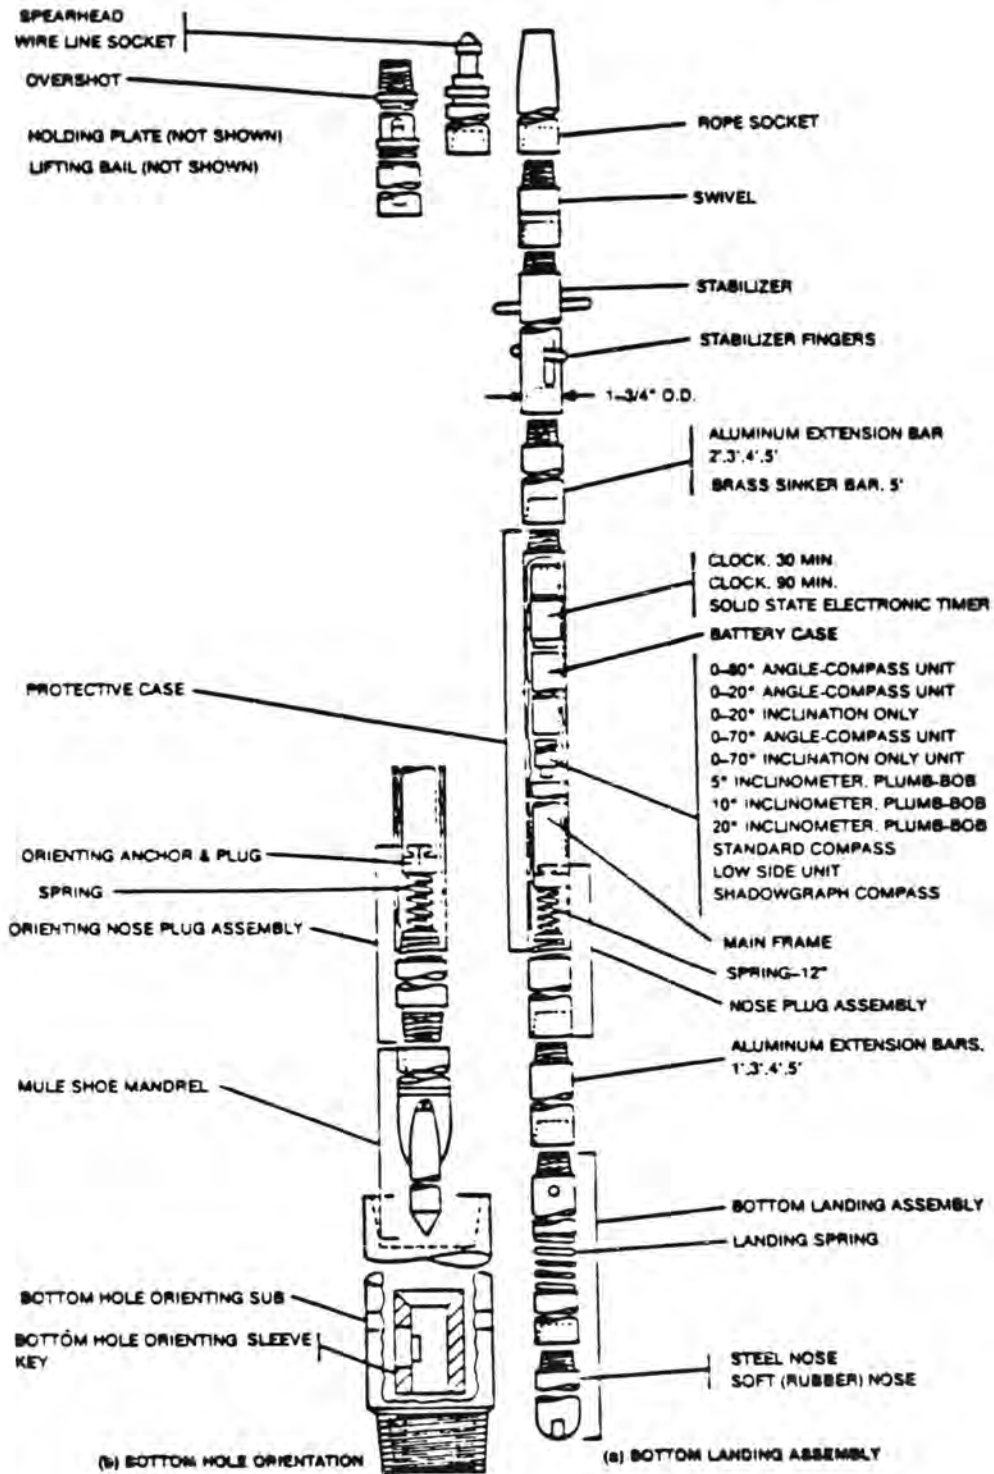 SPEARHEAD
WIRE LINE SOCKET
OVERSHOT
HOLDING PLATE (NOT SHOWN)
LIFTING BAIL (NOT SHOWN)
ROPE SOCKET
SWIVEL
STABILIZER
STABILIZER FINGERS
1-3/4" O.D.
ALUMINUM EXTENSION BAR
2',3',4',5'
BRASS SINKER BAR, 5'
CLOCK, 30 MIN.
CLOCK, 90 MIN.
SOLID STATE ELECTRONIC TIMER
BATTERY CASE
PROTECTIVE CASE
0-80° ANGLE-COMPASS UNIT
0-20° ANGLE-COMPASS UNIT
0-20° INCLINATION ONLY
0-70° ANGLE-COMPASS UNIT
0-70° INCLINATION ONLY UNIT
5° INCLINOMETER, PLUMB-BOB
10° INCLINOMETER, PLUMB-BOB
20° INCLINOMETER, PLUMB-BOB
STANDARD COMPASS
LOW SIDE UNIT
SHADOWGRAPH COMPASS
ORIENTING ANCHOR & PLUG
SPRING
ORIENTING NOSE PLUG ASSEMBLY
MAIN FRAME
SPRING-12"
NOSE PLUG ASSEMBLY
ALUMINUM EXTENSION BARS,
1',3',4',5'
MULE SHOE MANDREL
BOTTOM LANDING ASSEMBLY
LANDING SPRING
BOTTOM HOLE ORIENTING SUB
BOTTOM HOLE ORIENTING SLEEVE
KEY
STEEL NOSE
SOFT (RUBBER) NOSE
(b) BOTTOM HOLE ORIENTATION
(a) BOTTOM LANDING ASSEMBLY